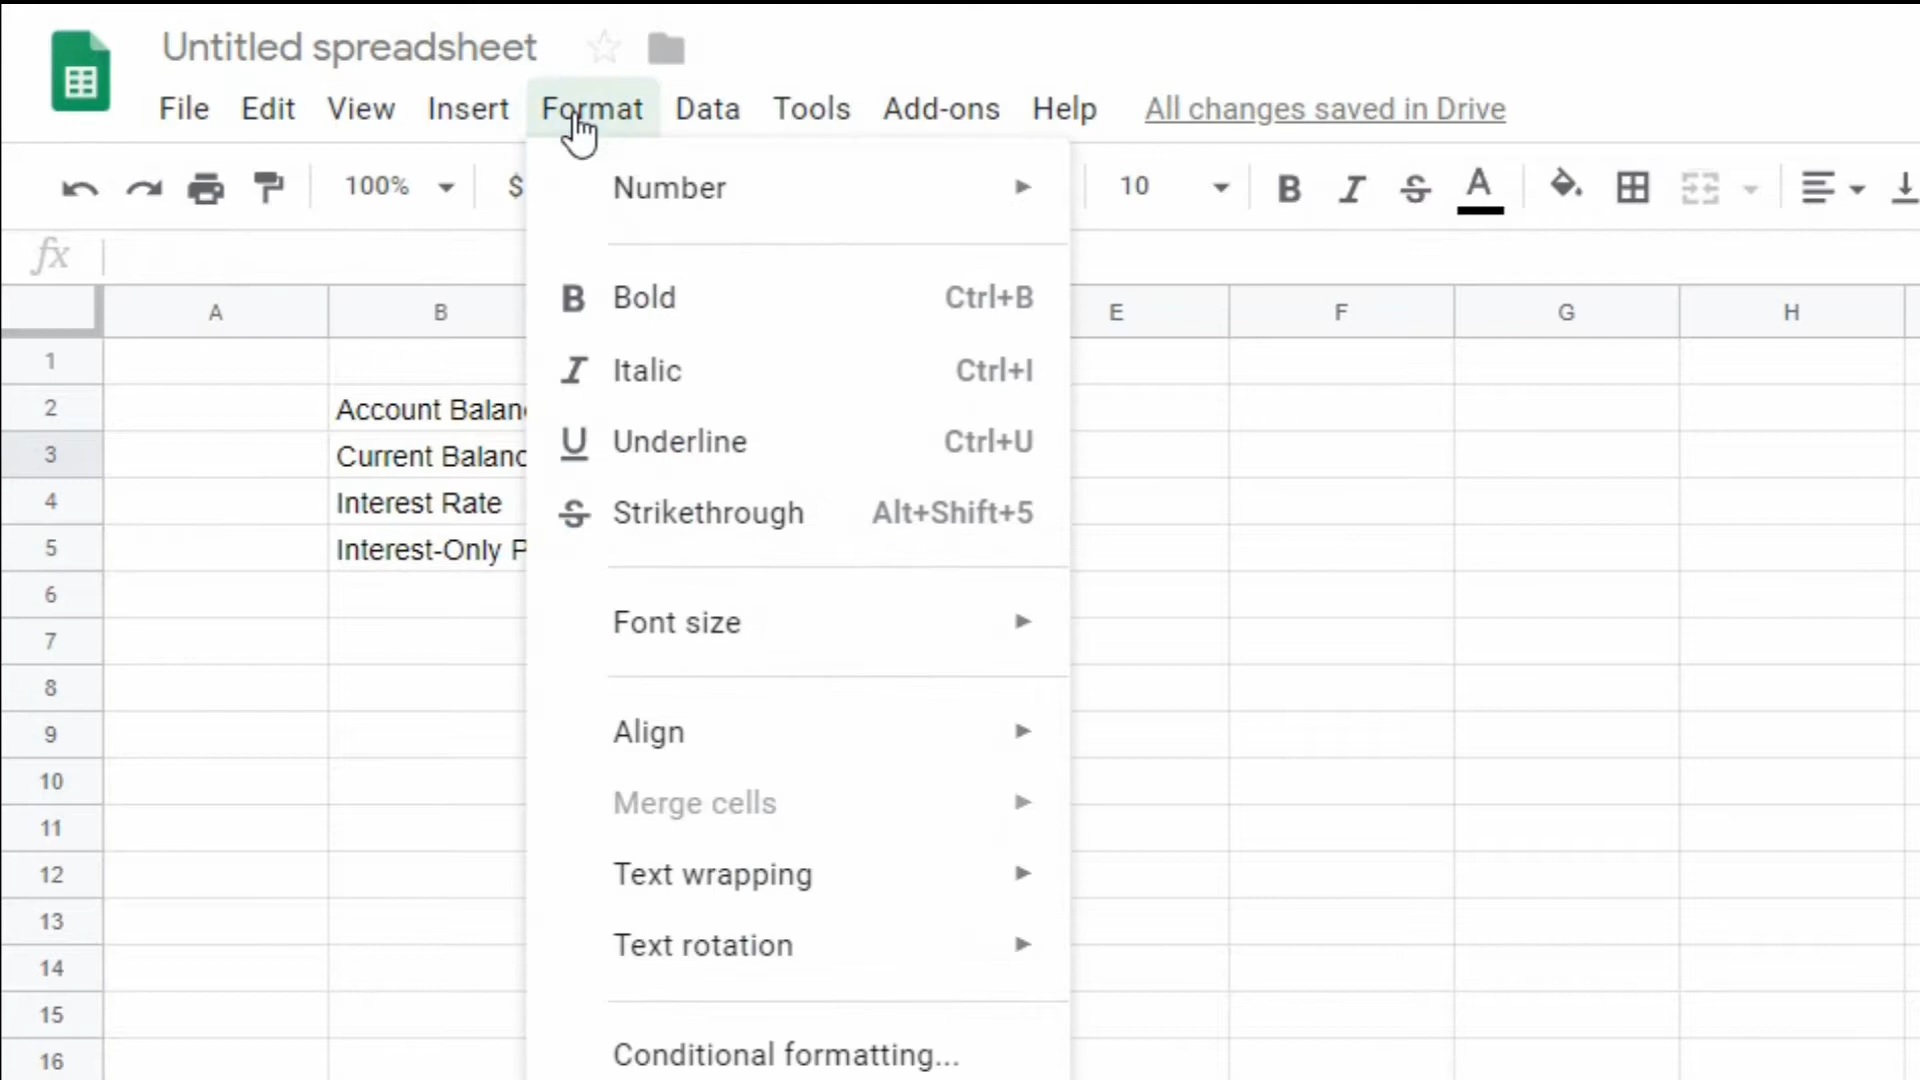 Untitled spreadsheet
File Edit View Insert Format Data Tools Add-ons Help All changes saved in Drive
100% $ 10 B I S A
fx
A B E F G H
1
2 Account Balan
3 Current Balanc
4 Interest Rate
5 Interest-Only P
6
7
8
9
10
11
12
13
14
15
16
Number
B Bold Ctrl+B
I Italic Ctrl+I
U Underline Ctrl+U
S Strikethrough Alt+Shift+5
Font size
Align
Merge cells
Text wrapping
Text rotation
Conditional formatting...